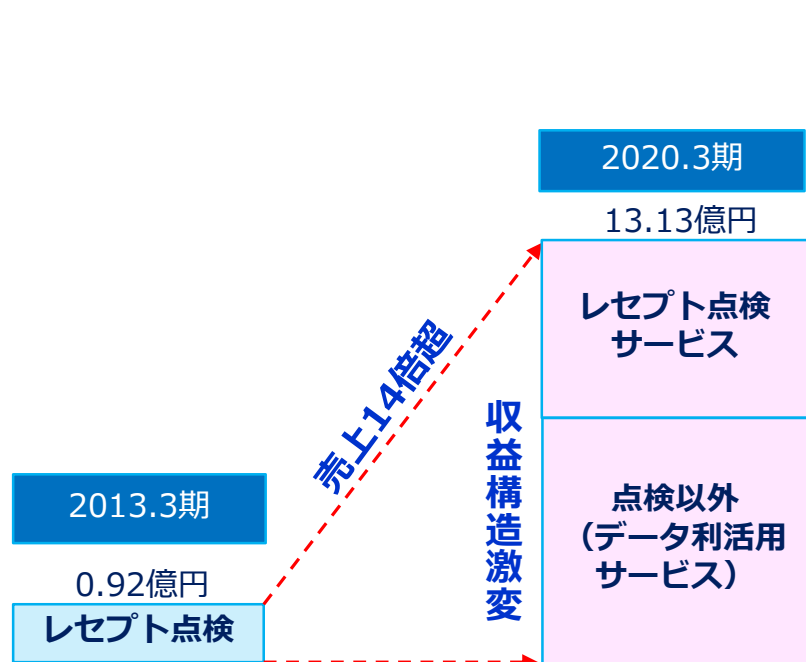 2020.3期
13.13億円
レセプト点検
サービス
売上14倍超
収益構造激変
点検以外
（データ利活用
サービス）
2013.3期
0.92億円
レセプト点検